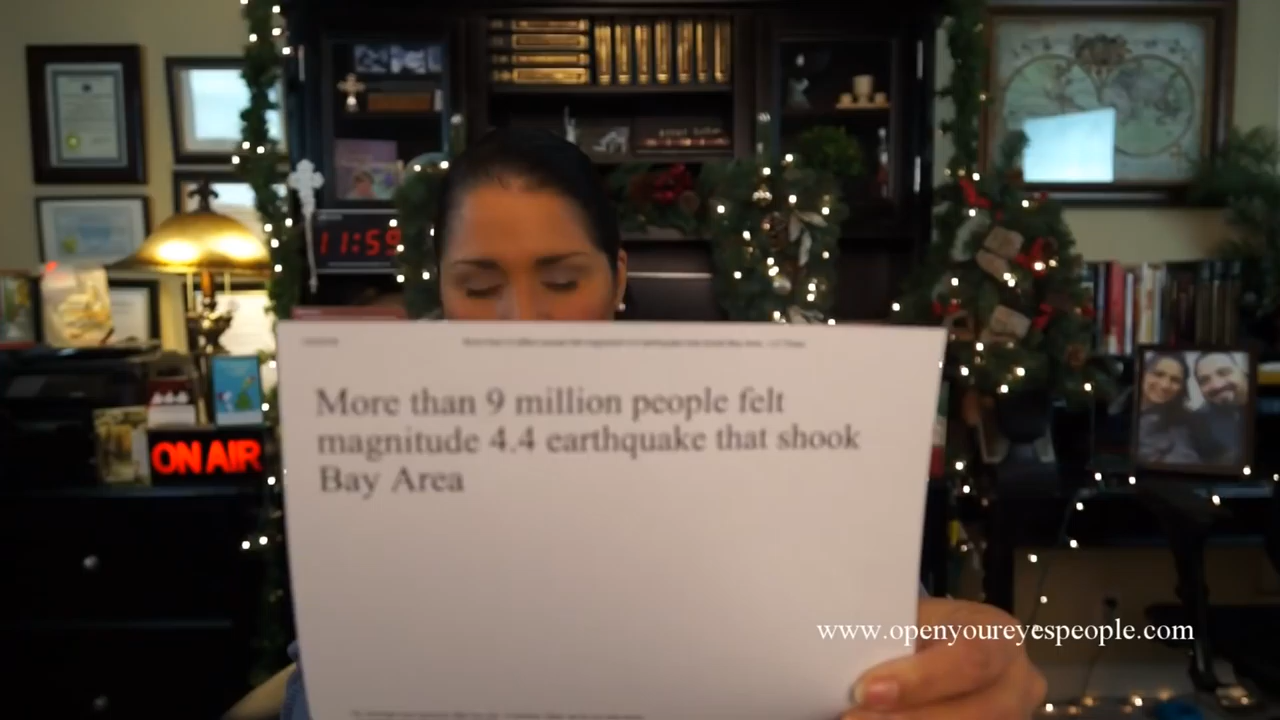 11:59
More than 9 million people felt
magnitude 4.4 earthquake that shook
Bay Area
ON AIR
www.openyoureyespeople.com